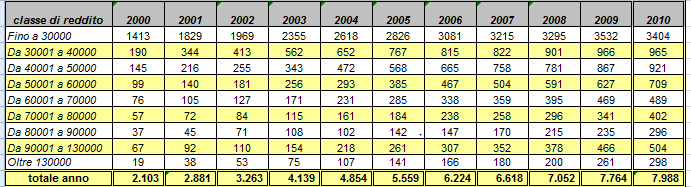 classe di reddito 2000 2001 2002 2003 2004 2005 2006 2007 2008 2009 2010
Fino a 30000 1413 1829 1969 2355 2618 2826 3081 3215 3295 3532 3404
Da 30001 a 40000 190 344 413 562 652 767 815 822 901 966 965
Da 40001 a 50000 145 216 255 343 472 568 665 758 781 867 921
Da 50001 a 60000 99 140 181 256 293 385 467 504 591 627 709
Da 60001 a 70000 76 105 127 171 231 285 338 359 395 469 489
Da 70001 a 80000 57 72 84 115 161 184 238 258 296 341 402
Da 80001 a 90000 37 45 71 108 102 142 147 170 215 235 296
Da 90001 a 130000 67 92 110 154 218 261 307 352 378 466 504
Oltre 130000 19 38 53 75 107 141 166 180 200 261 298
totale anno 2.103 2.881 3.263 4.139 4.854 5.559 6.224 6.618 7.052 7.764 7.988